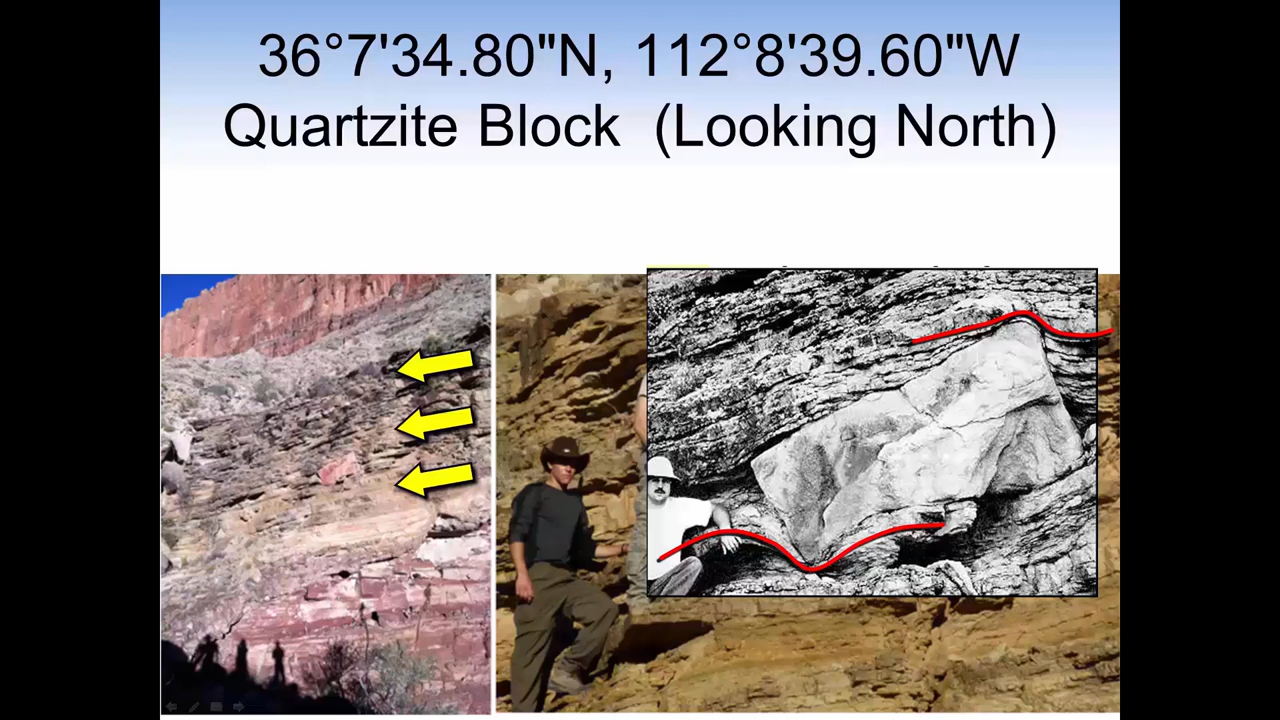 36°7'34.80"N, 112°8'39.60"W
Quartzite Block (Looking North)